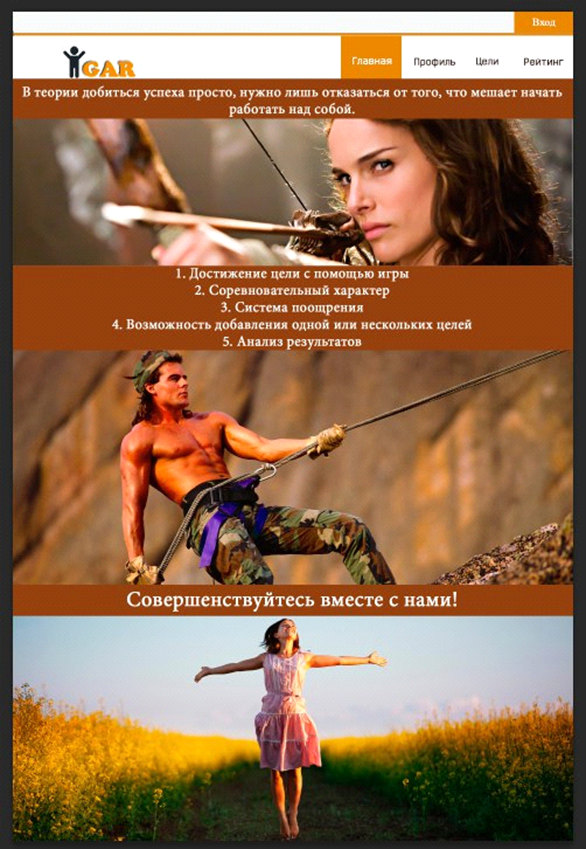 Вход
GAR
Главная Профиль Цели Рейтинг
В теории добиться успеха просто, нужно лишь отказаться от того, что мешает начать
работать над собой.
1. Достижение цели с помощью игры
2. Соревновательный характер
3. Система поощрения
4. Возможность добавления одной или нескольких целей
5. Анализ результатов
Совершенствуйтесь вместе с нами!